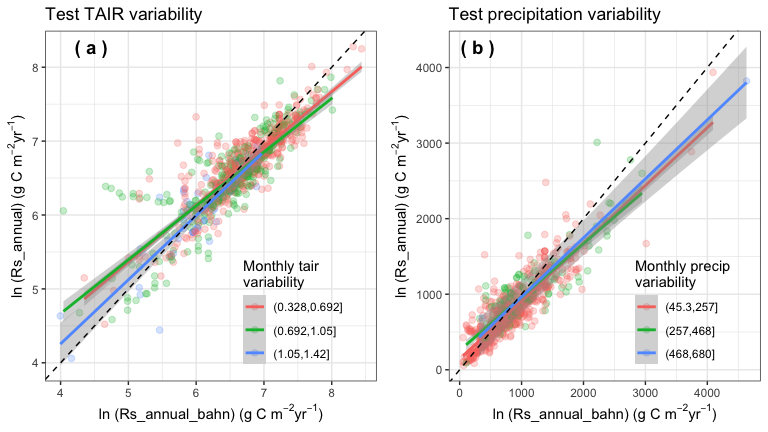 Test TAIR variability
( a )
ln (Rs_annual) (g C m−2yr−1)
8
7
6
5
4
Monthly tair
variability
(0.328,0.692]
(0.692,1.05]
(1.05,1.42]
4 5 6 7 8
ln (Rs_annual_bahn) (g C m−2yr−1)
Test precipitation variability
( b )
ln (Rs_annual) (g C m−2yr−1)
4000
3000
2000
1000
0
Monthly precip
variability
(45.3,257]
(257,468]
(468,680]
0 1000 2000 3000 4000
ln (Rs_annual_bahn) (g C m−2yr−1)